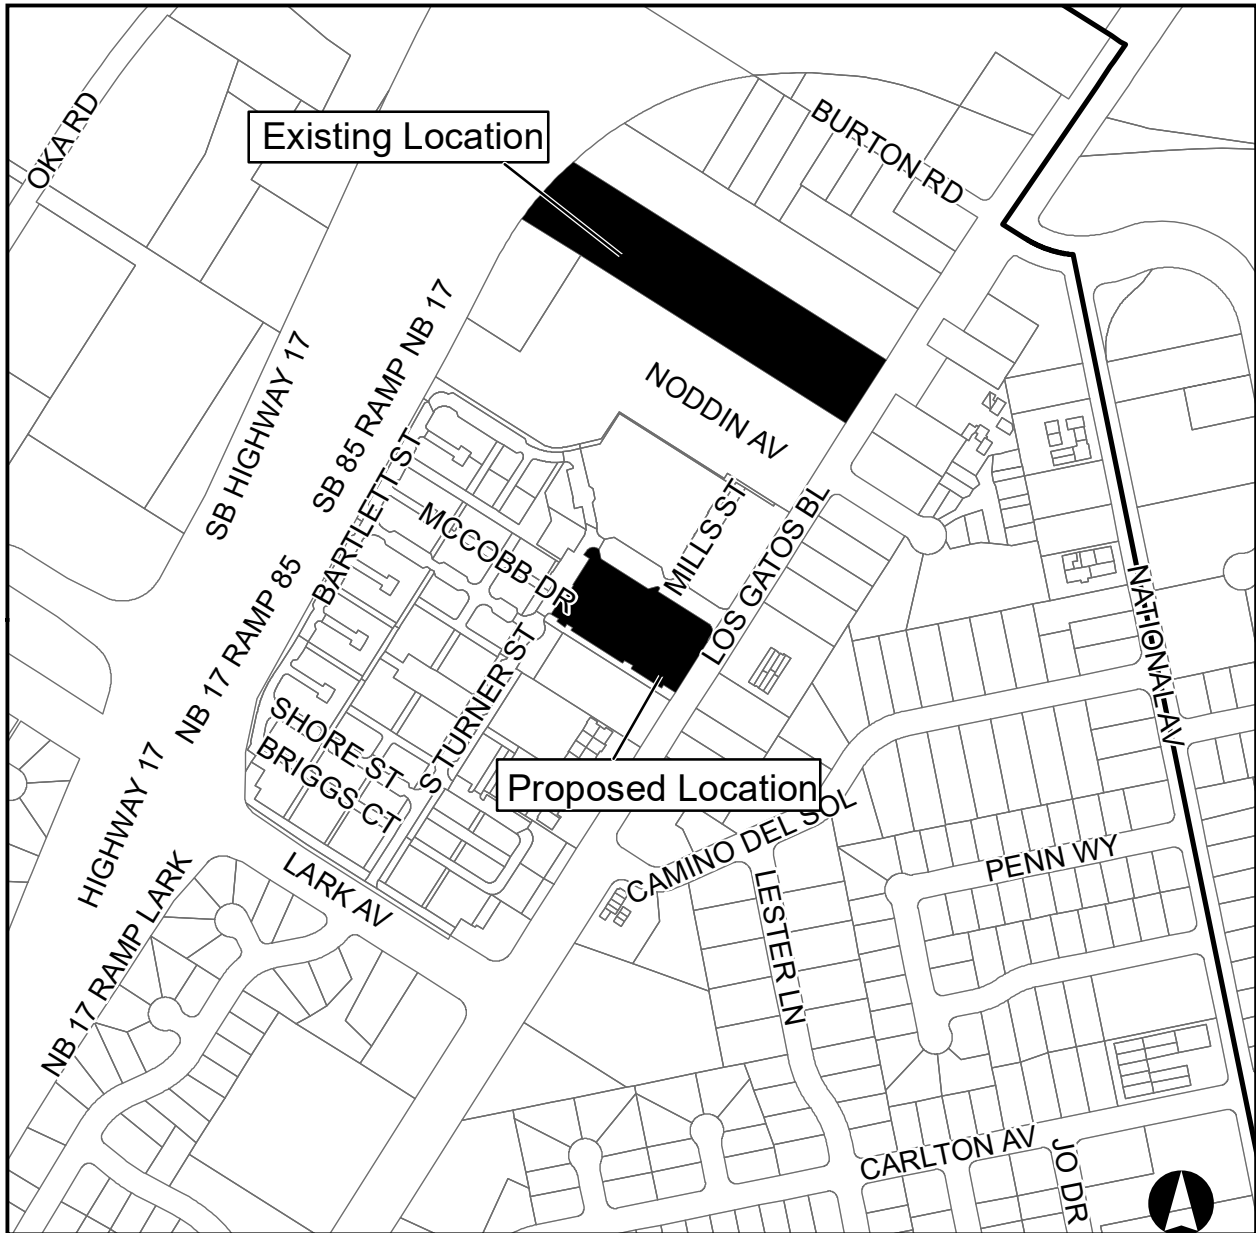 OKA RD
Existing Location
BURTON RD
SB HIGHWAY 17
SB 85 RAMP NB 17
NODDIN AV
BARTLETT ST
MCCOBB DR
MILLS ST
LOS GATOS BL
NATIONAL AV
NB 17 RAMP 85
S TURNER ST
SHORE ST
BRIGGS CT
HIGHWAY 17
Proposed Location
CAMINO DEL SOL
PENN WY
LARK AV
LESTER LN
NB 17 RAMP LARK
CARLTON AV
JO DR